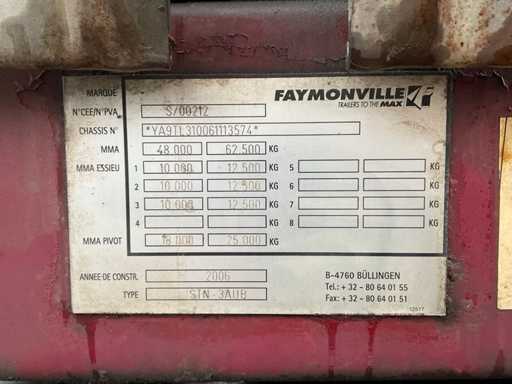 MARQUE FAYMONVILLE
TRAILERS TO THE MAX
N°CEE/N°PVA S/00212
CHASSIS N° *YA9TL310061113574*
MMA 48.000 62.500 KG
MMA ESSIEU 1 10.000 12.500 KG 5 KG
2 10.000 12.500 KG 6 KG
3 10.000 12.500 KG 7 KG
4 KG 8 KG
MMA PIVOT 18.000 25.000 KG
ANNEE DE CONSTR. 2006
TYPE STN-3AUB
B-4760 BÜLLINGEN
Tel.: + 32 - 80 64 01 55
Fax: + 32 - 80 64 01 51